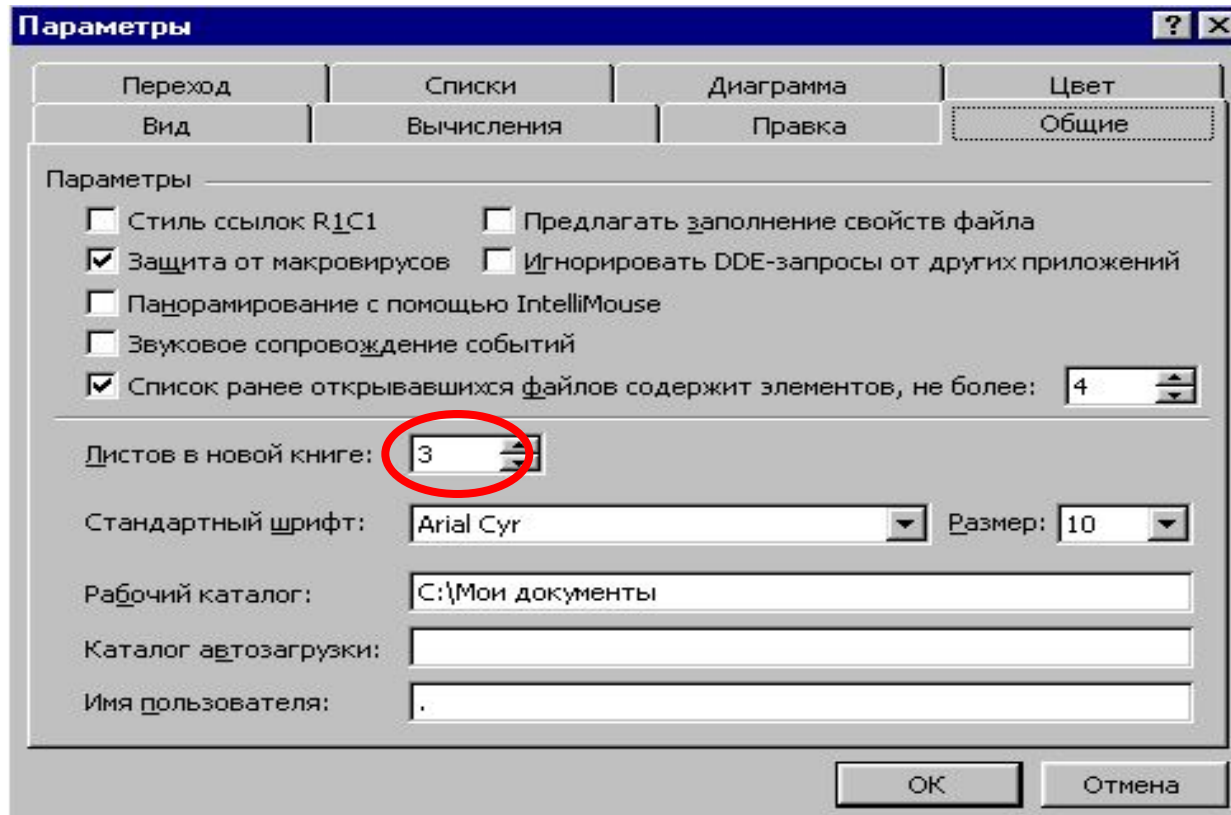 Параметры
Переход Списки Диаграмма Цвет
Вид Вычисления Правка Общие
Параметры
Стиль ссылок R1C1 Предлагать заполнение свойств файла
Защита от макровирусов Игнорировать DDE-запросы от других приложений
Панорамирование с помощью IntelliMouse
Звуковое сопровождение событий
Список ранее открывавшихся файлов содержит элементов, не более: 4
Листов в новой книге: 3
Стандартный шрифт: Arial Cyr Размер: 10
Рабочий каталог: C:\Мои документы
Каталог автозагрузки:
Имя пользователя: .
ОК Отмена